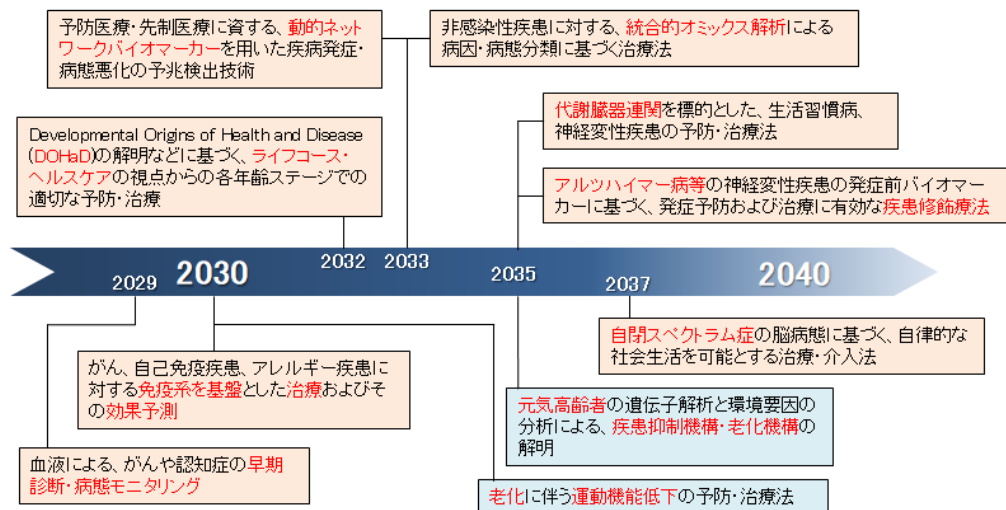 予防医療・先制医療に資する、動的ネット
ワークバイオマーカーを用いた疾病発症・
病態悪化の予兆検出技術
非感染性疾患に対する、統合的オミックス解析による
病因・病態分類に基づく治療法
代謝臓器連関を標的とした、生活習慣病、
神経変性疾患の予防・治療法
Developmental Origins of Health and Disease
(DOHaD)の解明などに基づく、ライフコース・
ヘルスケアの視点からの各年齢ステージでの
適切な予防・治療
アルツハイマー病等の神経変性疾患の発症前バイオマー
カーに基づく、発症予防および治療に有効な疾患修飾療法
2029
2030
2032
2033
2035
2037
2040
自閉スペクトラム症の脳病態に基づく、自律的な
社会生活を可能とする治療・介入法
がん、自己免疫疾患、アレルギー疾患に
対する免疫系を基盤とした治療およびそ
の効果予測
元気高齢者の遺伝子解析と環境要因の
分析による、疾患抑制機構・老化機構の
解明
血液による、がんや認知症の早期
診断・病態モニタリング
老化に伴う運動機能低下の予防・治療法